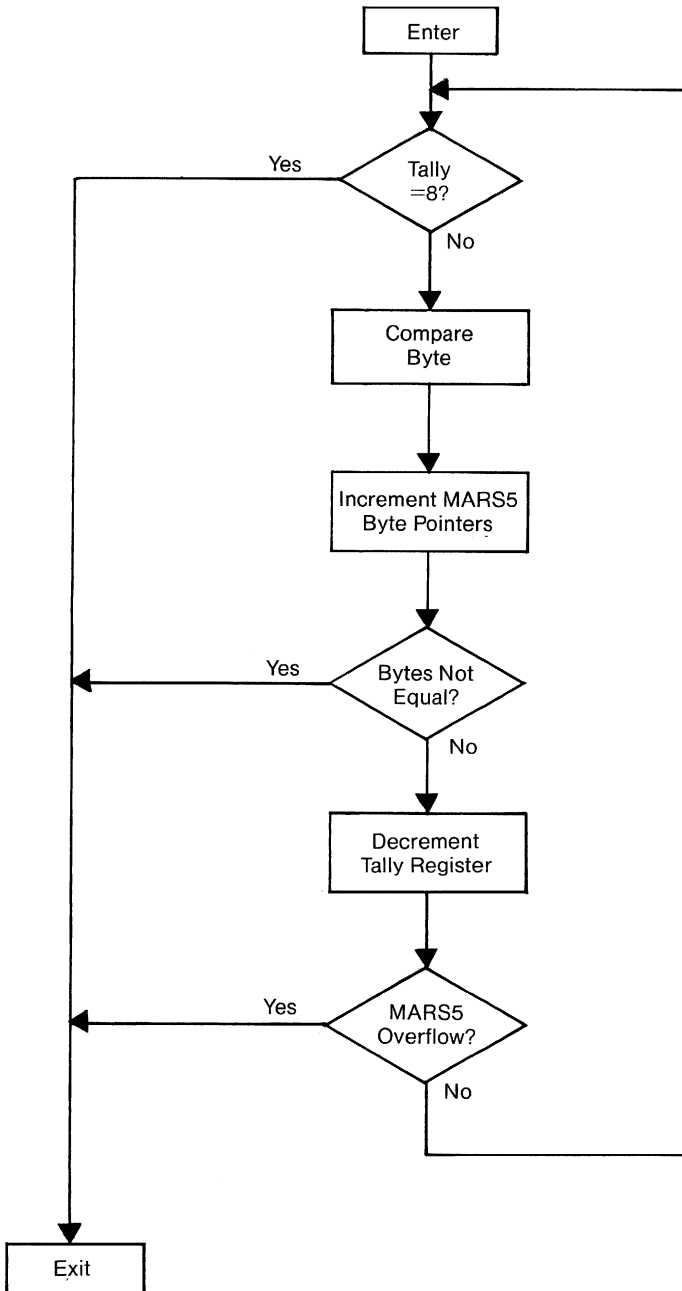 Enter
Yes
Tally
=8?
No
Compare
Byte
Increment MARS5
Byte Pointers
Yes
Bytes Not
Equal?
No
Decrement
Tally Register
Yes
MARS5
Overflow?
No
Exit